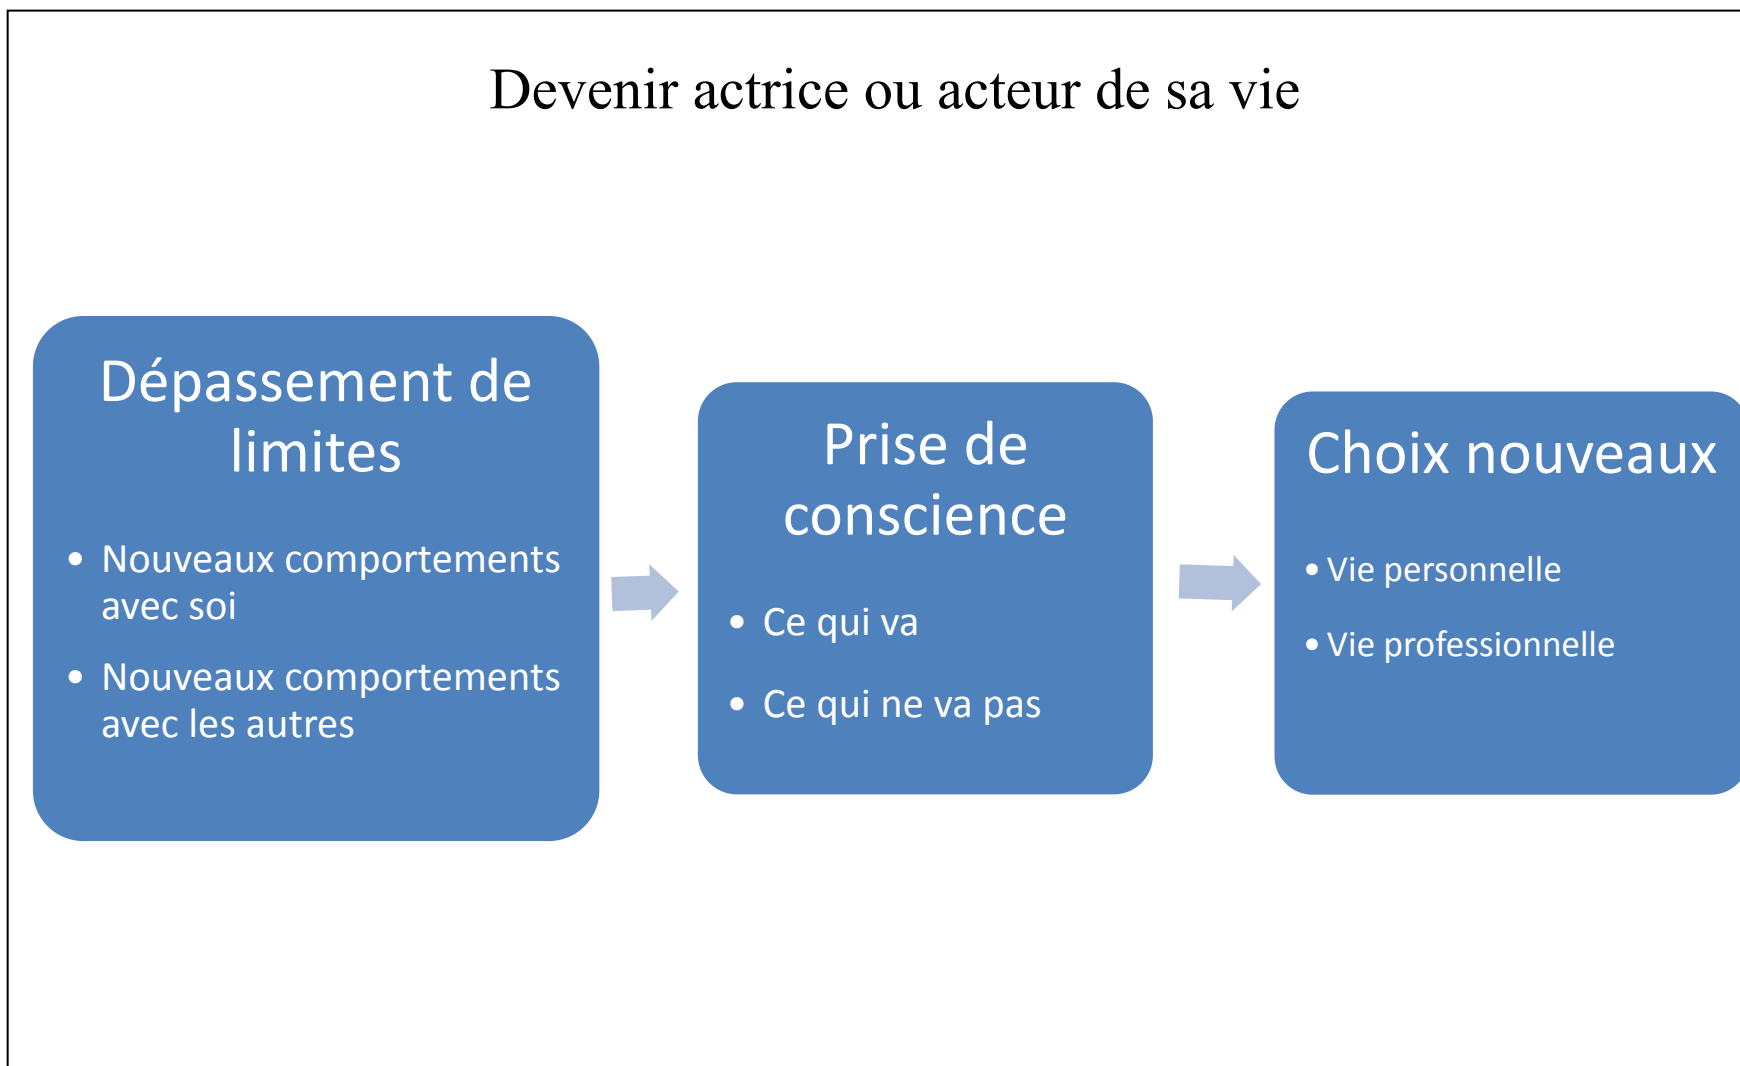 Devenir actrice ou acteur de sa vie
Dépassement de
limites
• Nouveaux comportements
avec soi
• Nouveaux comportements
avec les autres
Prise de
conscience
• Ce qui va
• Ce qui ne va pas
Choix nouveaux
• Vie personnelle
• Vie professionnelle